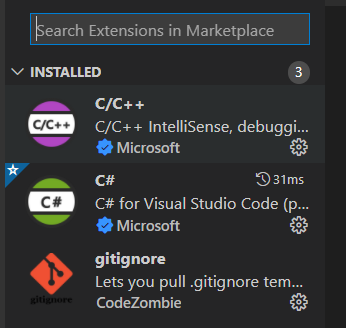 Search Extensions in Marketplace
INSTALLED 3
C/C++
C/C++
C/C++ IntelliSense, debuggi...
Microsoft
C#
C# 31ms
C# for Visual Studio Code (p...
Microsoft
gitignore
Lets you pull .gitignore tem...
gitignore
CodeZombie